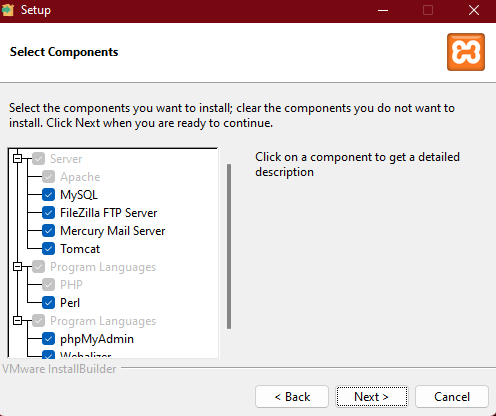 Setup
Select Components
Select the components you want to install; clear the components you do not want to
install. Click Next when you are ready to continue.
Server
Apache
MySQL
FileZilla FTP Server
Mercury Mail Server
Tomcat
Program Languages
PHP
Perl
Program Languages
phpMyAdmin
Webalizer
Click on a component to get a detailed
description
VMware InstallBuilder
< Back
Next >
Cancel